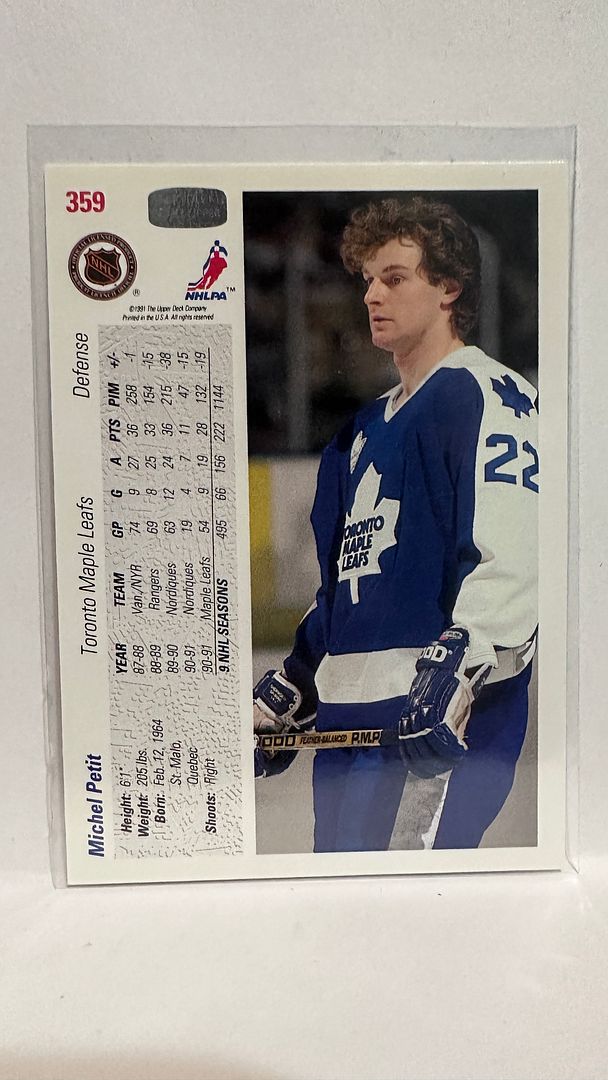 359
NHL
NHLPA™
®
©1991 The Upper Deck Company
Printed in the U.S.A. All rights reserved
Michel Petit Toronto Maple Leafs Defense
Height: 6'1"
Weight: 205 lbs.
Born: Feb. 12, 1964
St. Malo,
Quebec
Shoots: Right
YEAR TEAM GP G A PTS PIM +/-
87-88 Van./NYR 74 9 27 36 258 -1
88-89 Rangers 69 8 25 33 154 -15
89-90 Nordiques 63 12 24 36 215 -38
90-91 Nordiques 19 4 7 11 47 -15
90-91 Maple Leafs 54 9 19 28 132 -19
9 NHL SEASONS 495 66 156 222 1144
22
TORONTO
MAPLE
LEAFS
FEATHER-BALANCED P.M.P.